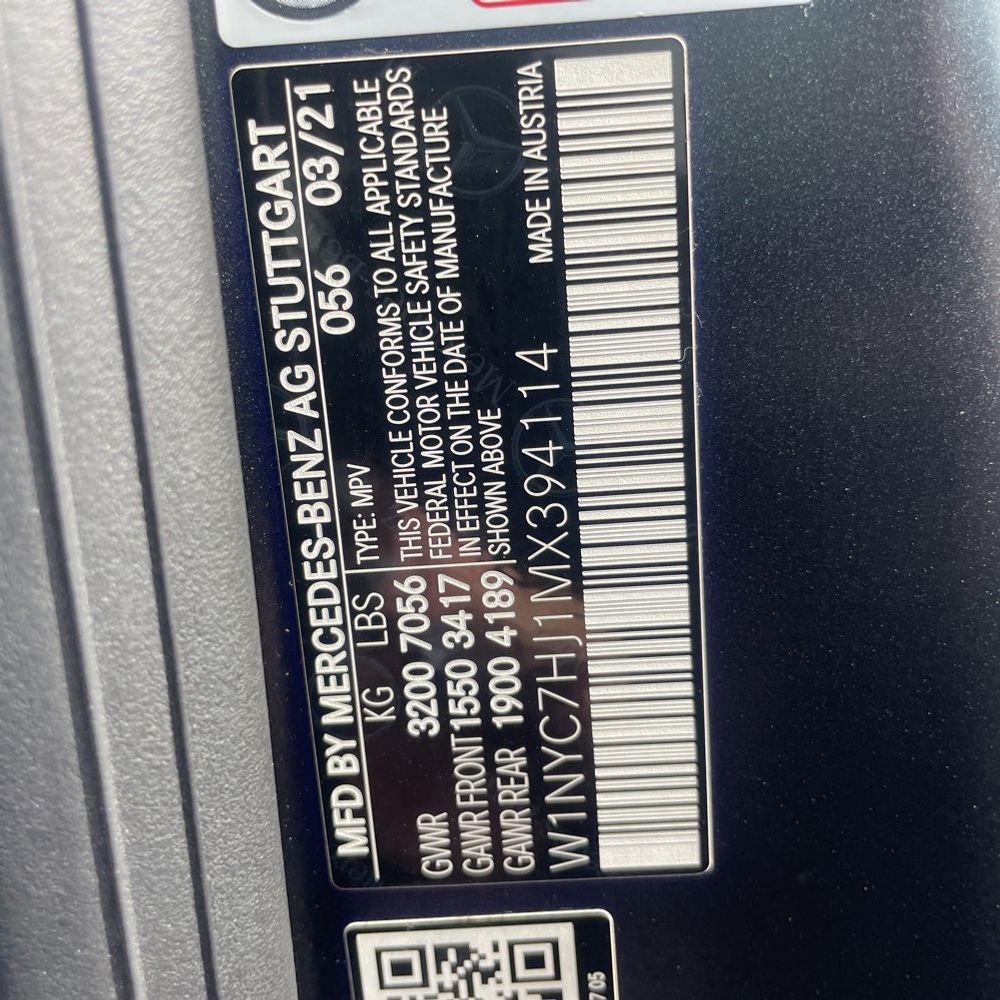 MFD BY MERCEDES-BENZ AG STUTTGART
056 03/21
KG LBS TYPE: MPV
GVWR 3200 7056 THIS VEHICLE CONFORMS TO ALL APPLICABLE
GAWR FRONT 1550 3417 FEDERAL MOTOR VEHICLE SAFETY STANDARDS
GAWR REAR 1900 4189 IN EFFECT ON THE DATE OF MANUFACTURE
SHOWN ABOVE MADE IN AUSTRIA
W1NYC7HJ1MX394114